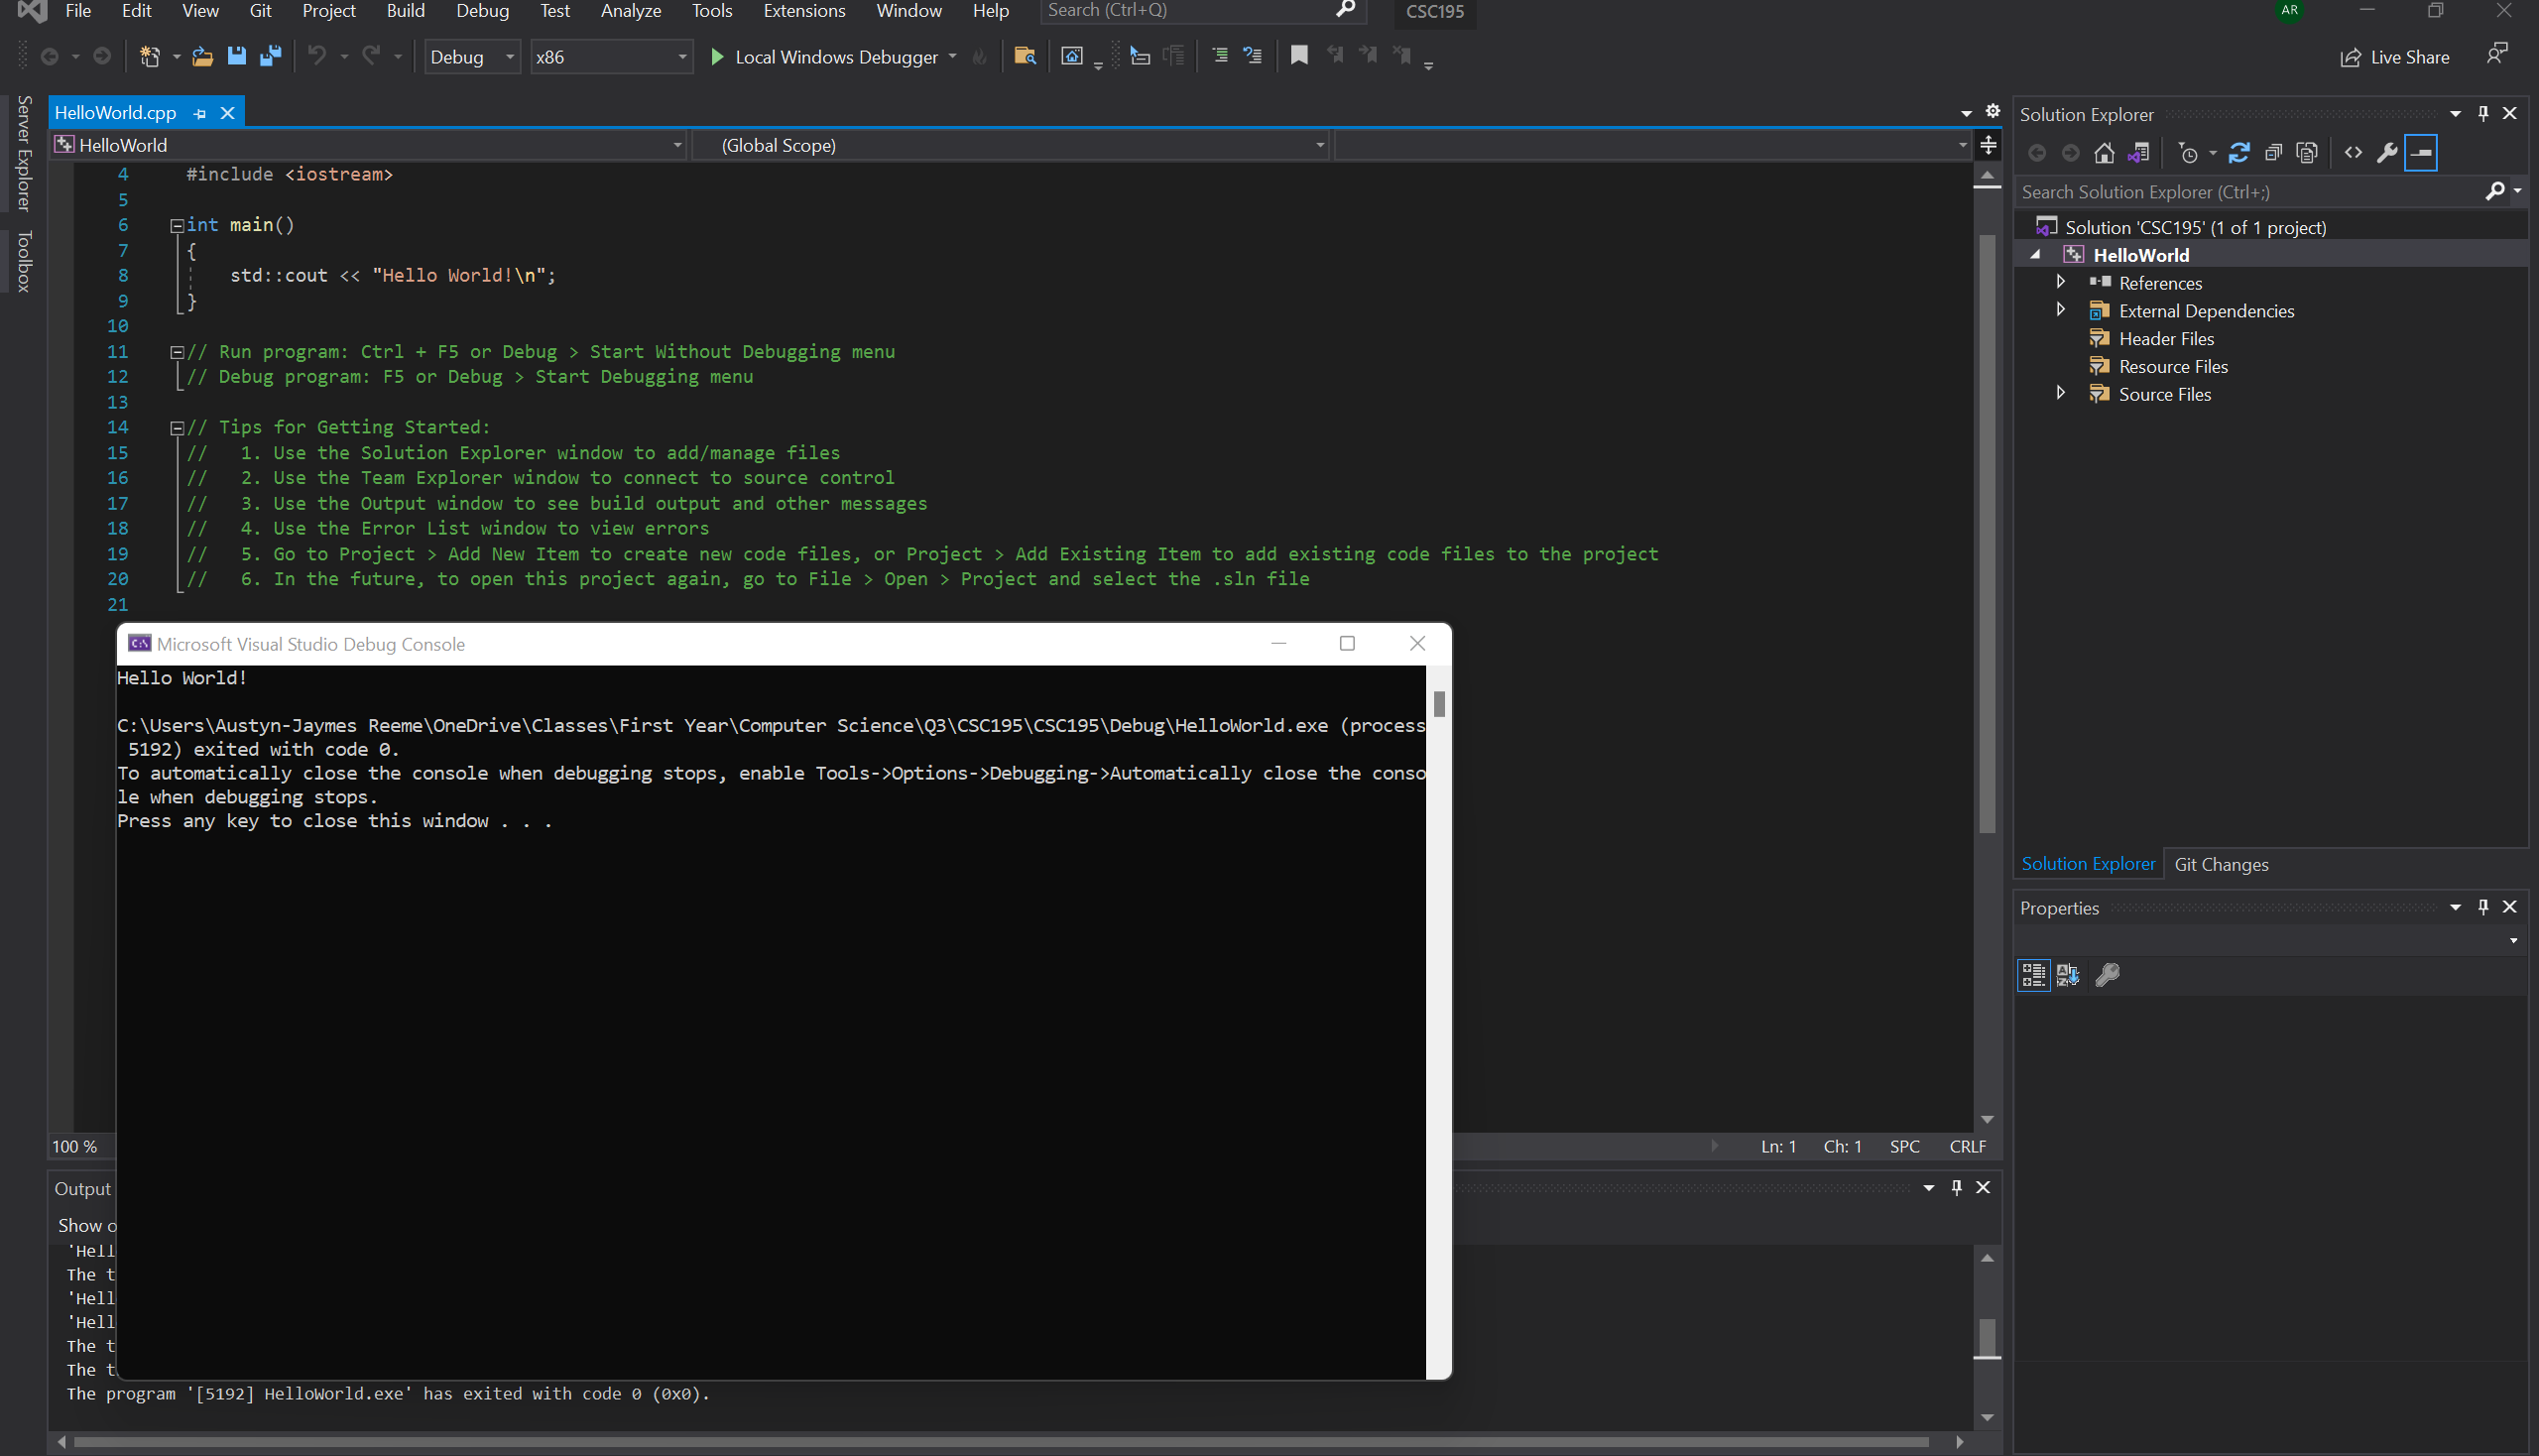 File Edit View Git Project Build Debug Test Analyze Tools Extensions Window Help Search (Ctrl+Q) CSC195 AR
Debug x86 Local Windows Debugger Live Share
Server Explorer
Toolbox
HelloWorld.cpp
HelloWorld (Global Scope)
4 #include <iostream>
5
6 int main()
7 {
8 std::cout << "Hello World!\n";
9 }
10
11 // Run program: Ctrl + F5 or Debug > Start Without Debugging menu
12 // Debug program: F5 or Debug > Start Debugging menu
13
14 // Tips for Getting Started:
15 // 1. Use the Solution Explorer window to add/manage files
16 // 2. Use the Team Explorer window to connect to source control
17 // 3. Use the Output window to see build output and other messages
18 // 4. Use the Error List window to view errors
19 // 5. Go to Project > Add New Item to create new code files, or Project > Add Existing Item to add existing code files to the project
20 // 6. In the future, to open this project again, go to File > Open > Project and select the .sln file
21
C:\ Microsoft Visual Studio Debug Console
Hello World!
C:\Users\Austyn-Jaymes Reeme\OneDrive\Classes\First Year\Computer Science\Q3\CSC195\CSC195\Debug\HelloWorld.exe (process
5192) exited with code 0.
To automatically close the console when debugging stops, enable Tools->Options->Debugging->Automatically close the conso
le when debugging stops.
Press any key to close this window . . .
100 % Ln: 1 Ch: 1 SPC CRLF
Output
Show o
'Hell
The t
'Hell
'Hell
The t
The t
The program '[5192] HelloWorld.exe' has exited with code 0 (0x0).
Solution Explorer
Search Solution Explorer (Ctrl+;)
Solution 'CSC195' (1 of 1 project)
HelloWorld
References
External Dependencies
Header Files
Resource Files
Source Files
Solution Explorer Git Changes
Properties